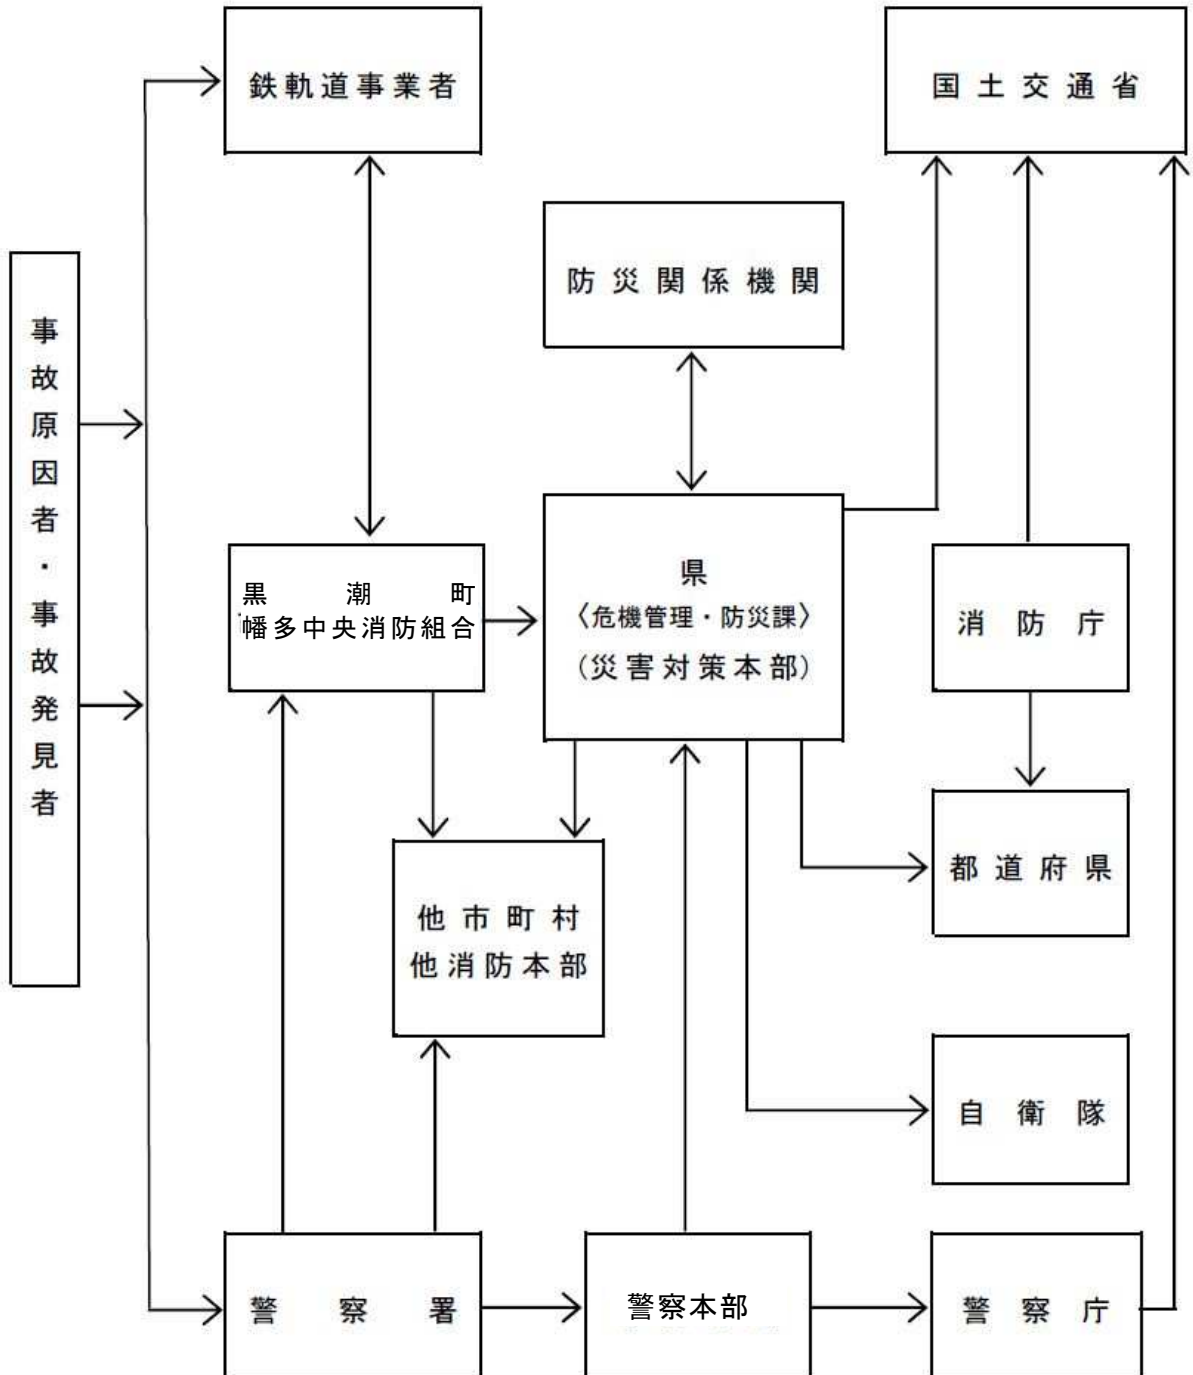 鉄軌道事業者
国土交通省
防災関係機関
事故原因者・事故発見者
黒潮町
幡多中央消防組合
県
〈危機管理・防災課〉
(災害対策本部)
消防庁
都道府県
他市町村
他消防本部
自衛隊
警察署
警察本部
警察庁